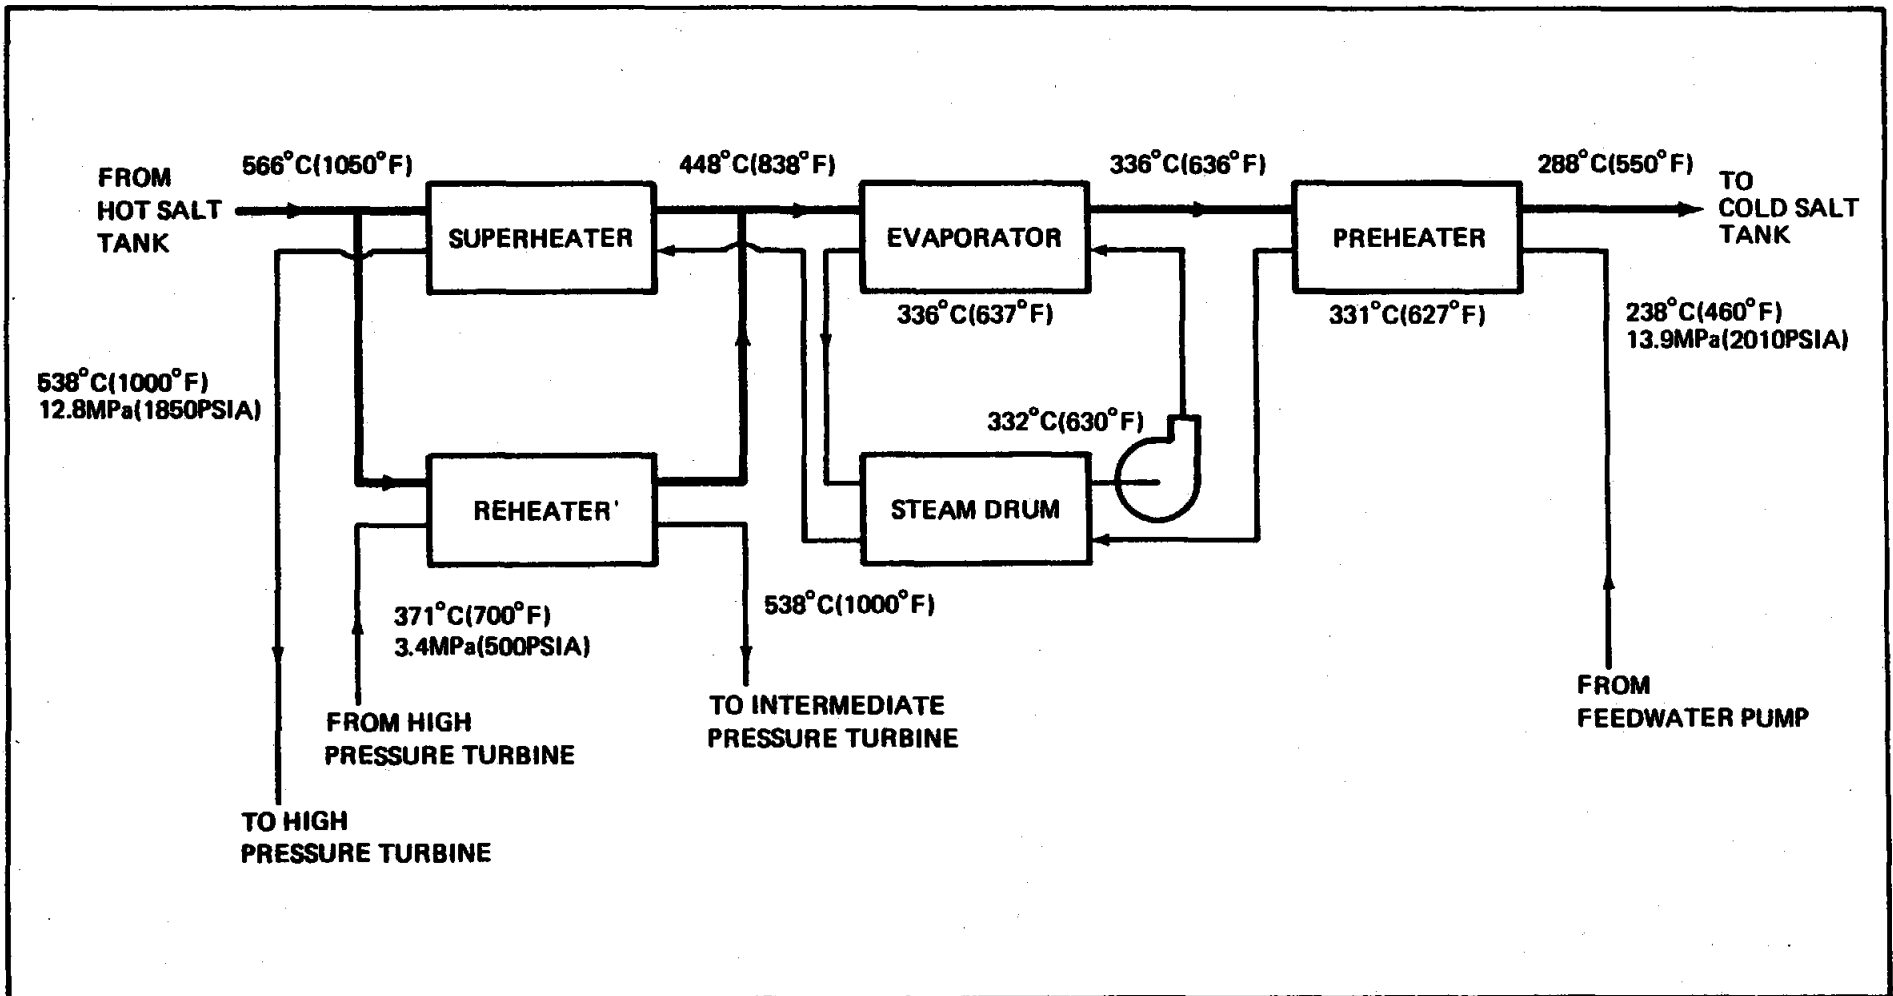 FROM
HOT SALT
TANK
566°C(1050°F)
448°C(838°F)
336°C(636°F)
288°C(550°F)
TO
COLD SALT
TANK
SUPERHEATER
EVAPORATOR
PREHEATER
336°C(637°F)
331°C(627°F)
238°C(460°F)
13.9MPa(2010PSIA)
538°C(1000°F)
12.8MPa(1850PSIA)
332°C(630°F)
REHEATER'
STEAM DRUM
371°C(700°F)
3.4MPa(500PSIA)
538°C(1000°F)
FROM HIGH
PRESSURE TURBINE
TO INTERMEDIATE
PRESSURE TURBINE
FROM
FEEDWATER PUMP
TO HIGH
PRESSURE TURBINE